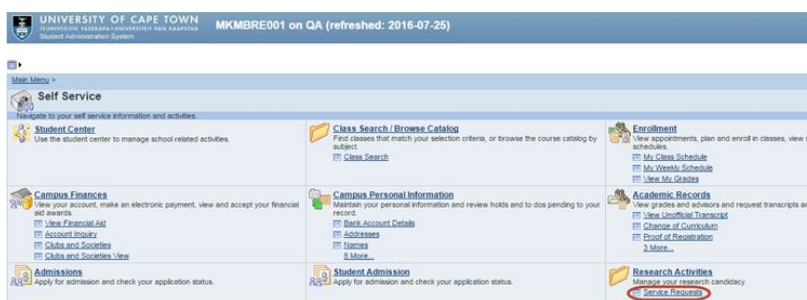 UNIVERSITY OF CAPE TOWN
IYUNIVESITHI YASEKAPA • UNIVERSITEIT VAN KAAPSTAD
Student Administration System
MKMBRE001 on QA (refreshed: 2016-07-25)
Main Menu >
Self Service
Navigate to your self service information and activities.
Student Center
Use the student center to manage school related activities.
Class Search / Browse Catalog
Find classes that match your selection criteria, or browse the course catalog by
subject.
Class Search
Enrollment
View appointments, plan and enroll in classes, view
schedules.
My Class Schedule
My Weekly Schedule
View My Grades
Campus Finances
View your account, make an electronic payment, view and accept your financial
aid awards.
View Financial Aid
Account Inquiry
Clubs and Societies
Clubs and Societies View
Campus Personal Information
Maintain your personal information and review holds and to dos pending to your
record.
Bank Account Details
Addresses
Names
6 More...
Academic Records
View grades and advisors and request transcripts
View Unofficial Transcript
Change of Curriculum
Proof of Registration
3 More...
Admissions
Apply for admission and check your application status.
Student Admission
Apply for admission and check your application status.
Research Activities
Manage your research candidacy
Service Requests